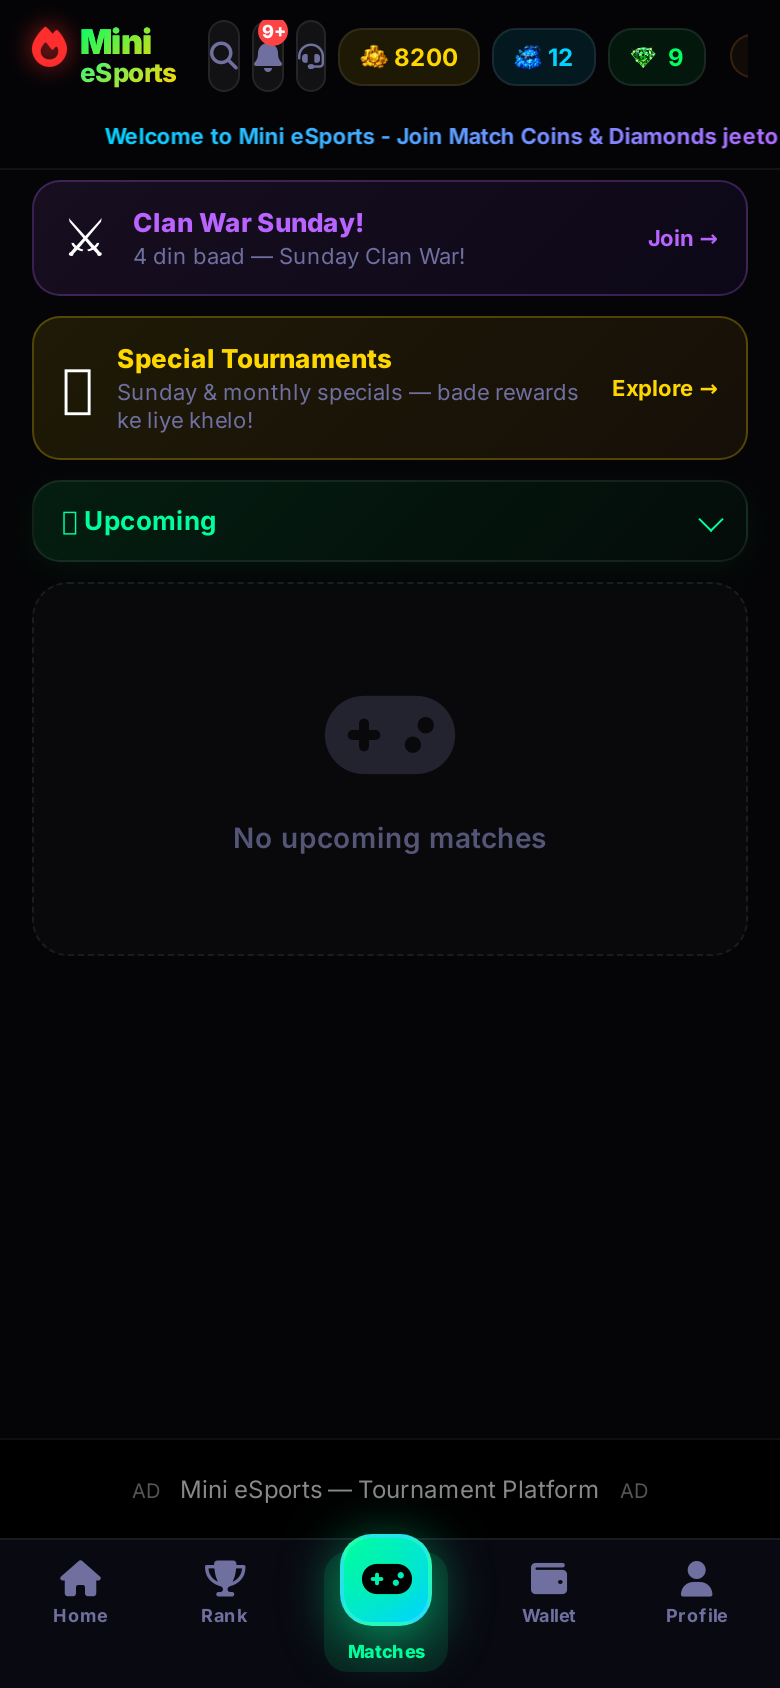 Mini
eSports
9+
8200
12
9
Welcome to Mini eSports - Join Match Coins & Diamonds jeeto
Clan War Sunday!
4 din baad — Sunday Clan War!
Join →
Special Tournaments
Sunday & monthly specials — bade rewards
ke liye khelo!
Explore →
Upcoming
No upcoming matches
AD Mini eSports — Tournament Platform AD
Home
Rank
Matches
Wallet
Profile